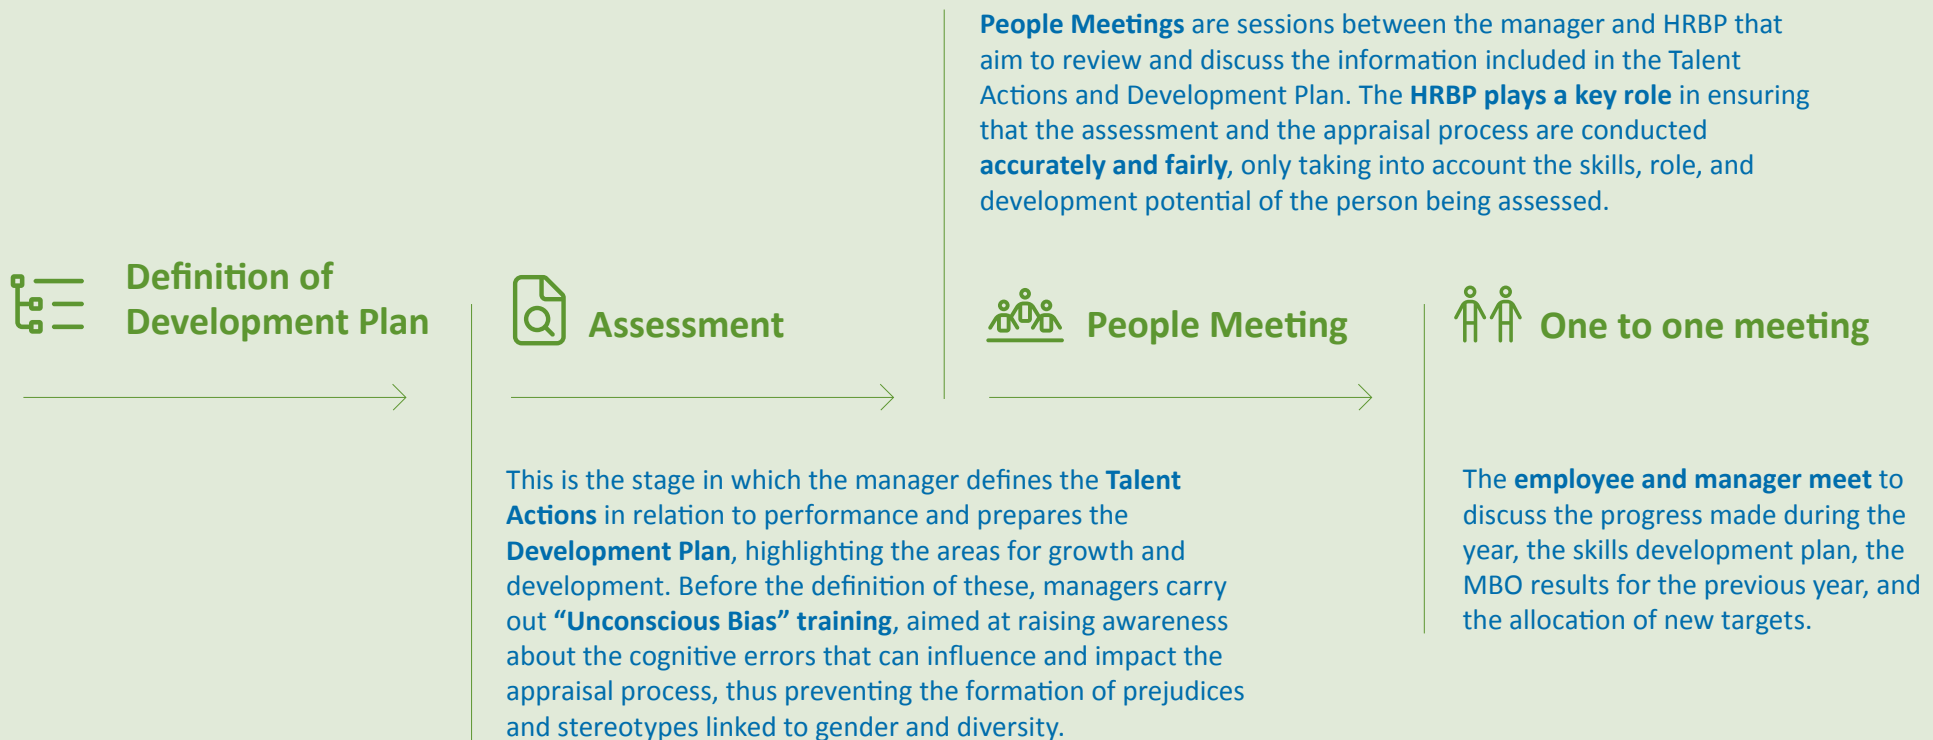 People Meetings are sessions between the manager and HRBP that
aim to review and discuss the information included in the Talent
Actions and Development Plan. The HRBP plays a key role in ensuring
that the assessment and the appraisal process are conducted
accurately and fairly, only taking into account the skills, role, and
development potential of the person being assessed.
Definition of
Development Plan
Assessment
People Meeting
One to one meeting
This is the stage in which the manager defines the Talent
Actions in relation to performance and prepares the
Development Plan, highlighting the areas for growth and
development. Before the definition of these, managers carry
out “Unconscious Bias” training, aimed at raising awareness
about the cognitive errors that can influence and impact the
appraisal process, thus preventing the formation of prejudices
and stereotypes linked to gender and diversity.
The employee and manager meet to
discuss the progress made during the
year, the skills development plan, the
MBO results for the previous year, and
the allocation of new targets.